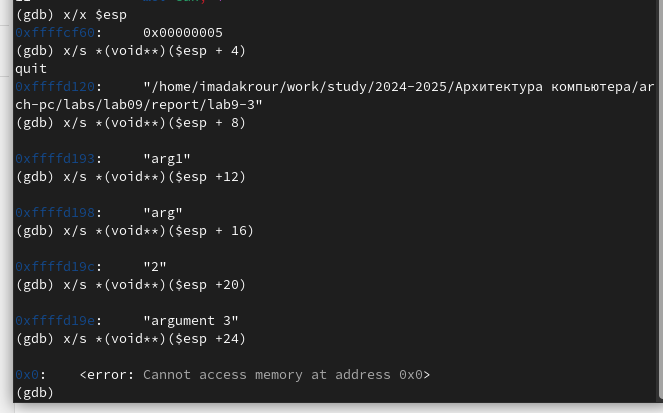 (gdb) x/x $esp
0xffffcf60: 0x00000005
(gdb) x/s *(void**)($esp + 4)
quit
0xffffd120: "/home/imadakrour/work/study/2024-2025/Архитектура компьютера/ar
ch-pc/labs/lab09/report/lab9-3"
(gdb) x/s *(void**)($esp + 8)
0xffffd193: "arg1"
(gdb) x/s *(void**)($esp +12)
0xffffd198: "arg"
(gdb) x/s *(void**)($esp + 16)
0xffffd19c: "2"
(gdb) x/s *(void**)($esp +20)
0xffffd19e: "argument 3"
(gdb) x/s *(void**)($esp +24)
0x0: <error: Cannot access memory at address 0x0>
(gdb)